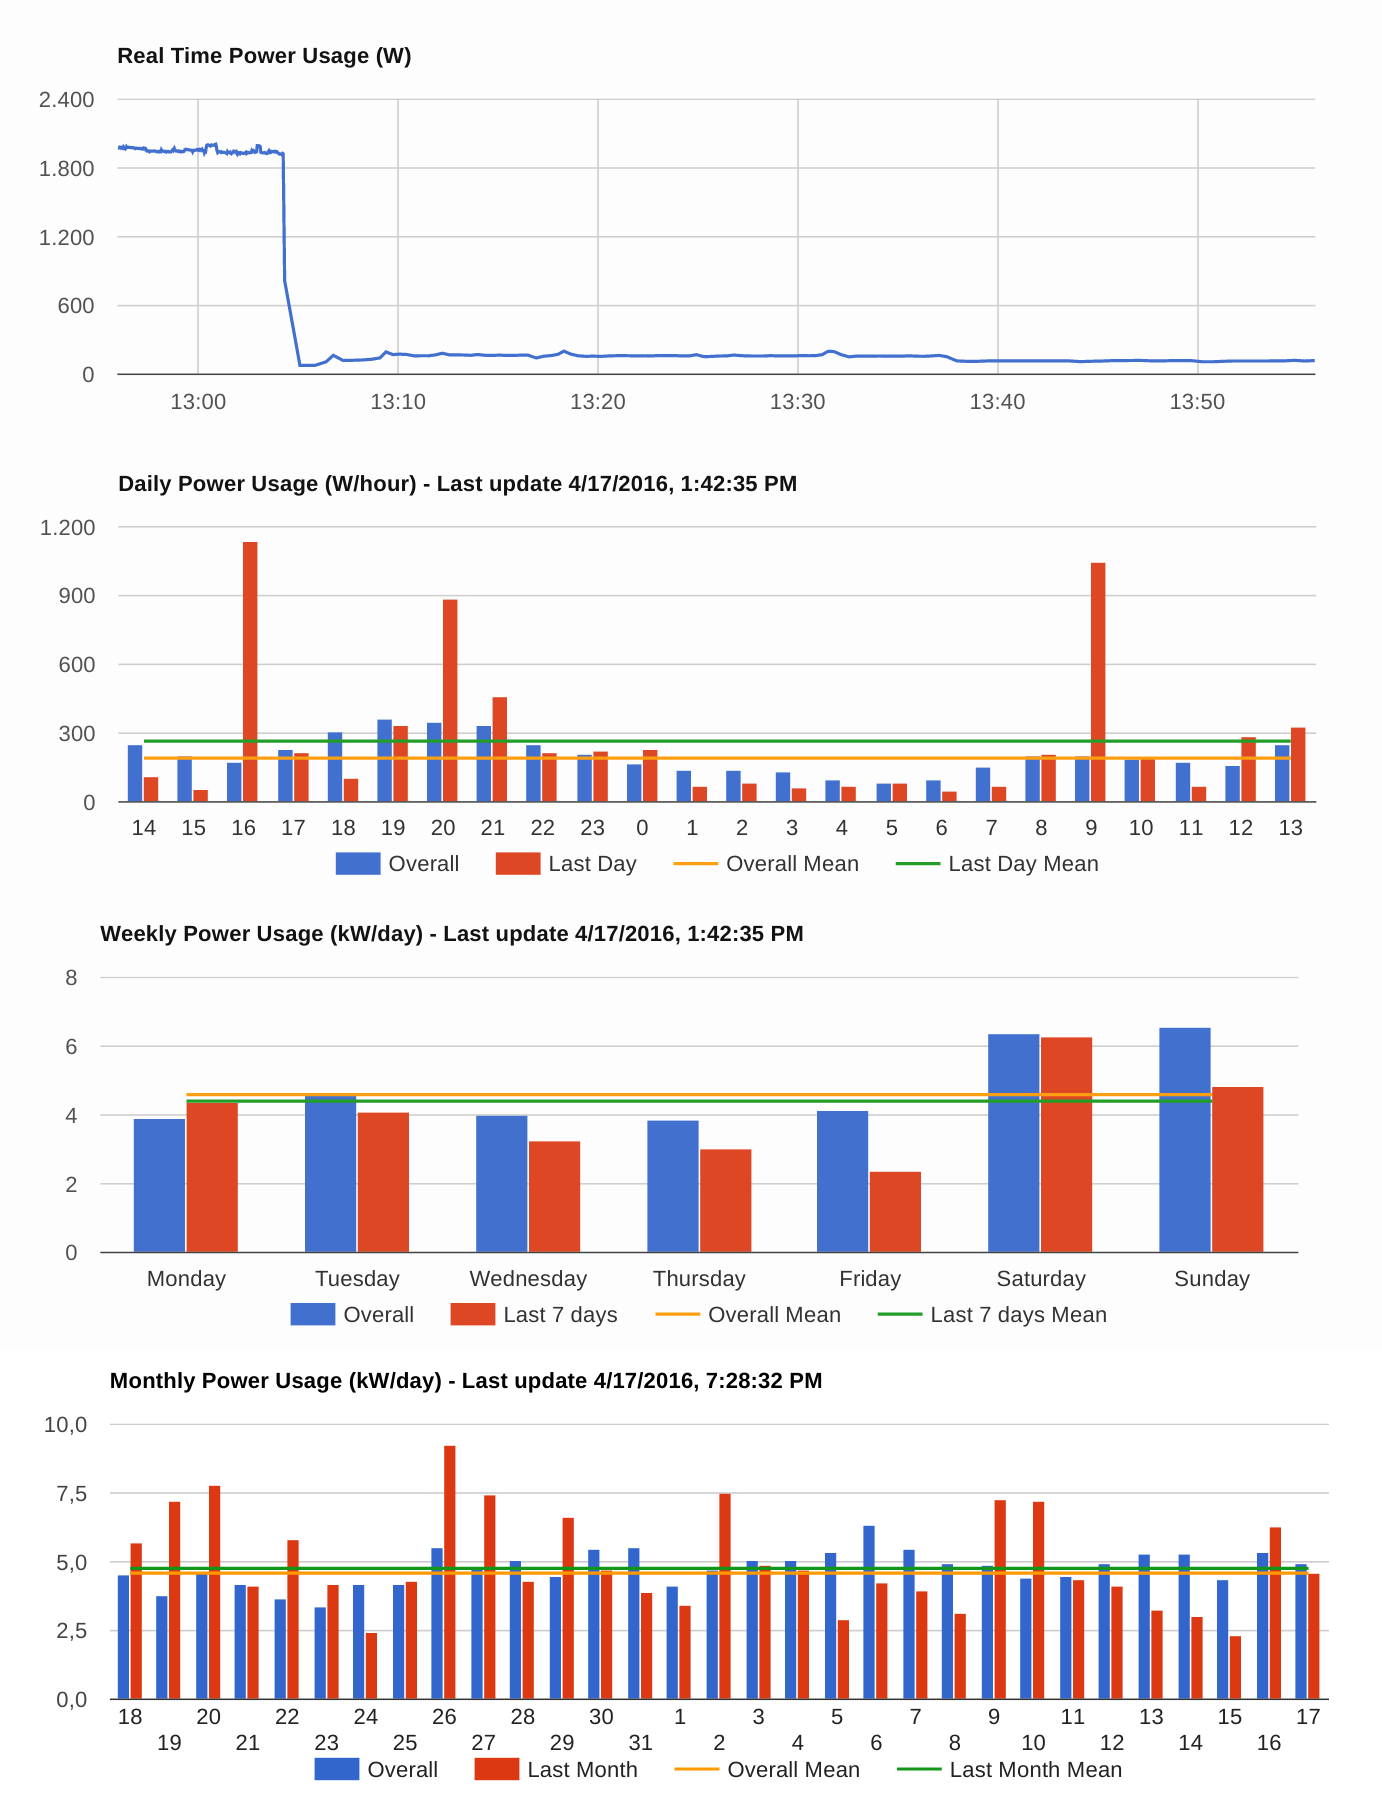 Real Time Power Usage (W)
2.400
1.800
1.200
600
0
13:00 13:10 13:20 13:30 13:40 13:50
Daily Power Usage (W/hour) - Last update 4/17/2016, 1:42:35 PM
1.200
900
600
300
0
14 15 16 17 18 19 20 21 22 23 0 1 2 3 4 5 6 7 8 9 10 11 12 13
Overall Last Day Overall Mean Last Day Mean
Weekly Power Usage (kW/day) - Last update 4/17/2016, 1:42:35 PM
8
6
4
2
0
Monday Tuesday Wednesday Thursday Friday Saturday Sunday
Overall Last 7 days Overall Mean Last 7 days Mean
Monthly Power Usage (kW/day) - Last update 4/17/2016, 7:28:32 PM
10,0
7,5
5,0
2,5
0,0
18 20 22 24 26 28 30 1 3 5 7 9 11 13 15 17
19 21 23 25 27 29 31 2 4 6 8 10 12 14 16
Overall Last Month Overall Mean Last Month Mean